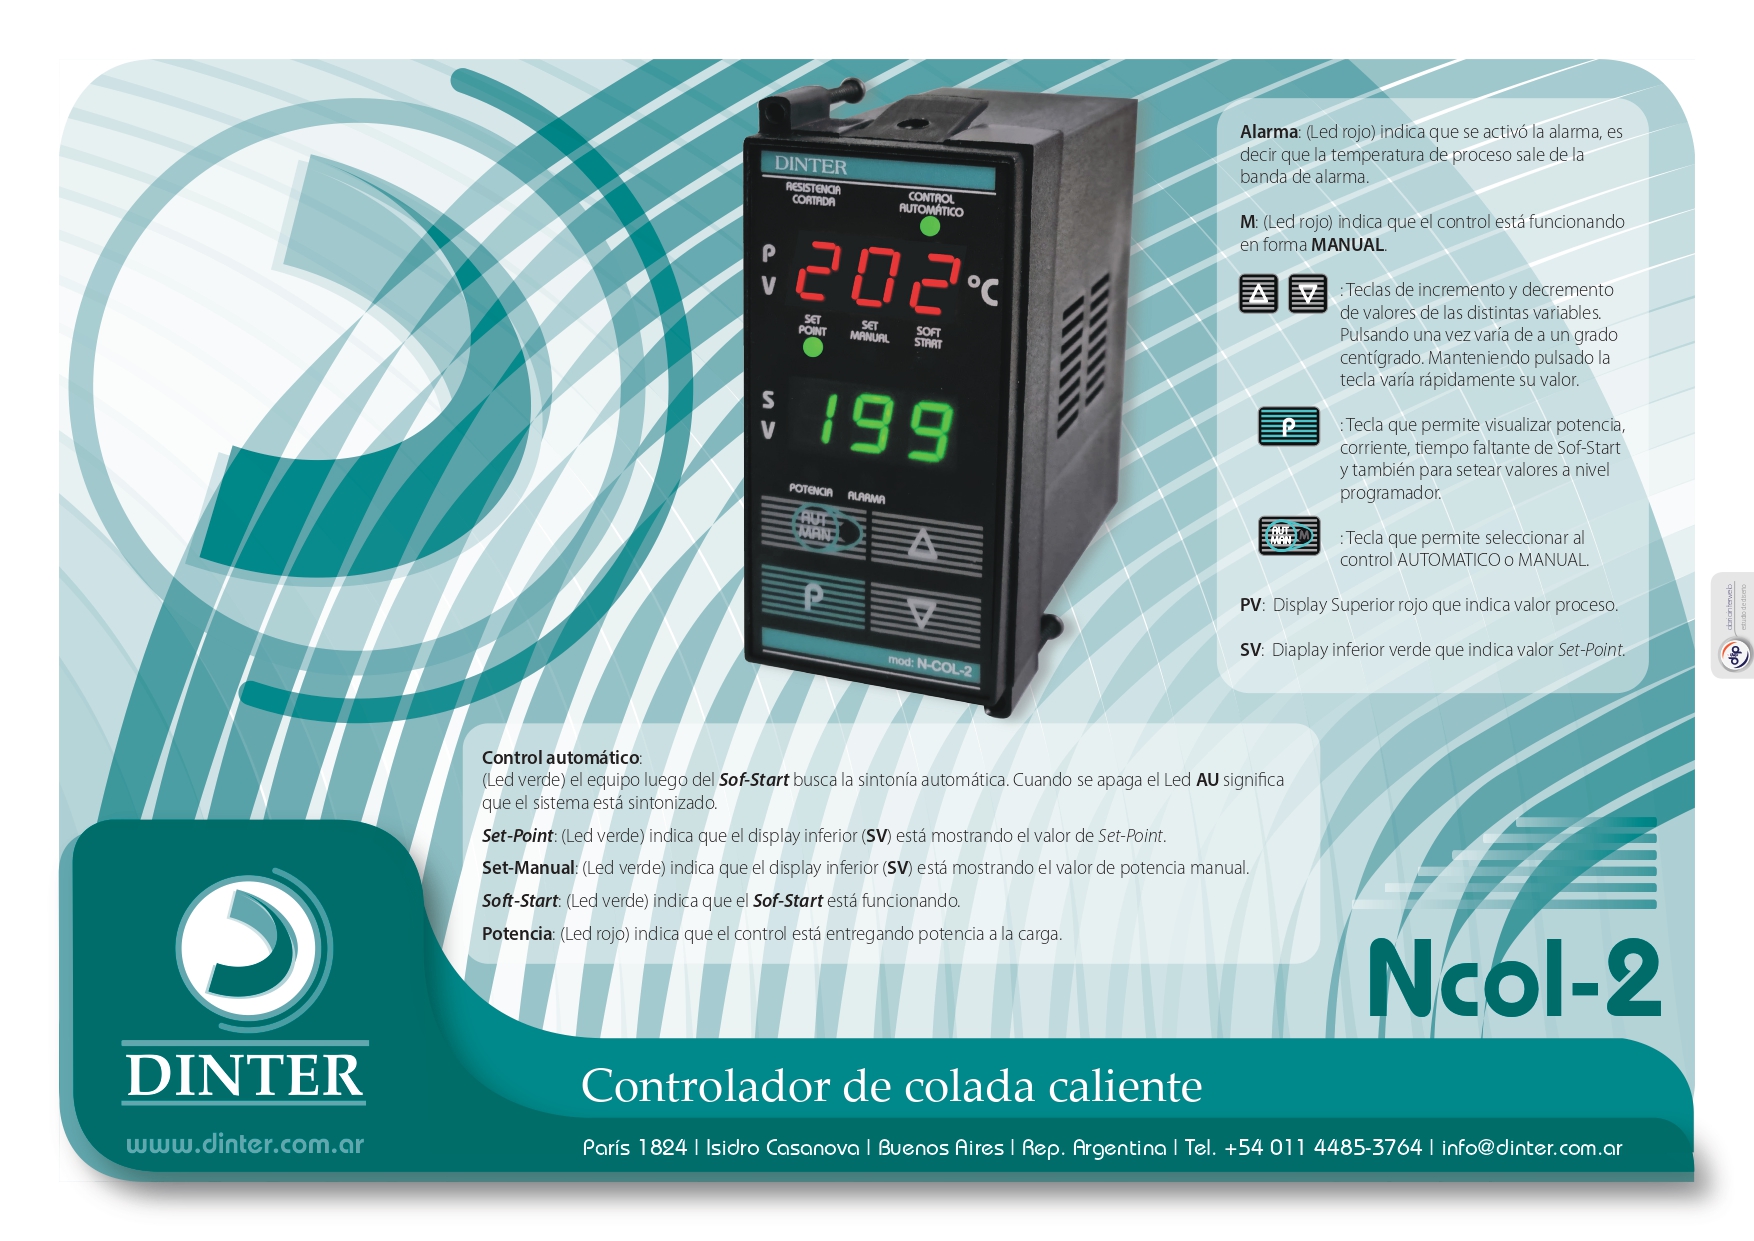 DINTER
RESISTENCIA
CORTADA
CONTROL
AUTOMÁTICO
P
V
202 °C
SET
POINT
SET
MANUAL
SOFT
START
S
V
199
POTENCIA
ALARMA
AUT
MAN
P
mod: N-COL-2
Alarma: (Led rojo) indica que se activó la alarma, es
decir que la temperatura de proceso sale de la
banda de alarma.
M: (Led rojo) indica que el control está funcionando
en forma MANUAL.
: Teclas de incremento y decremento
de valores de las distintas variables.
Pulsando una vez varía de a un grado
centígrado. Manteniendo pulsado la
tecla varía rápidamente su valor.
P
: Tecla que permite visualizar potencia,
corriente, tiempo faltante de Sof-Start
y también para setear valores a nivel
programador.
AUT
MAN M
: Tecla que permite seleccionar al
control AUTOMATICO o MANUAL.
PV: Display Superior rojo que indica valor proceso.
SV: Diaplay inferior verde que indica valor Set-Point.
Control automático:
(Led verde) el equipo luego del Sof-Start busca la sintonía automática. Cuando se apaga el Led AU significa
que el sistema está sintonizado.
Set-Point: (Led verde) indica que el display inferior (SV) está mostrando el valor de Set-Point.
Set-Manual: (Led verde) indica que el display inferior (SV) está mostrando el valor de potencia manual.
Soft-Start: (Led verde) indica que el Sof-Start está funcionando.
Potencia: (Led rojo) indica que el control está entregando potencia a la carga.
Ncol-2
DINTER
www.dinter.com.ar
Controlador de colada caliente
París 1824 | Isidro Casanova | Buenos Aires | Rep. Argentina | Tel. +54 011 4485-3764 | info@dinter.com.ar